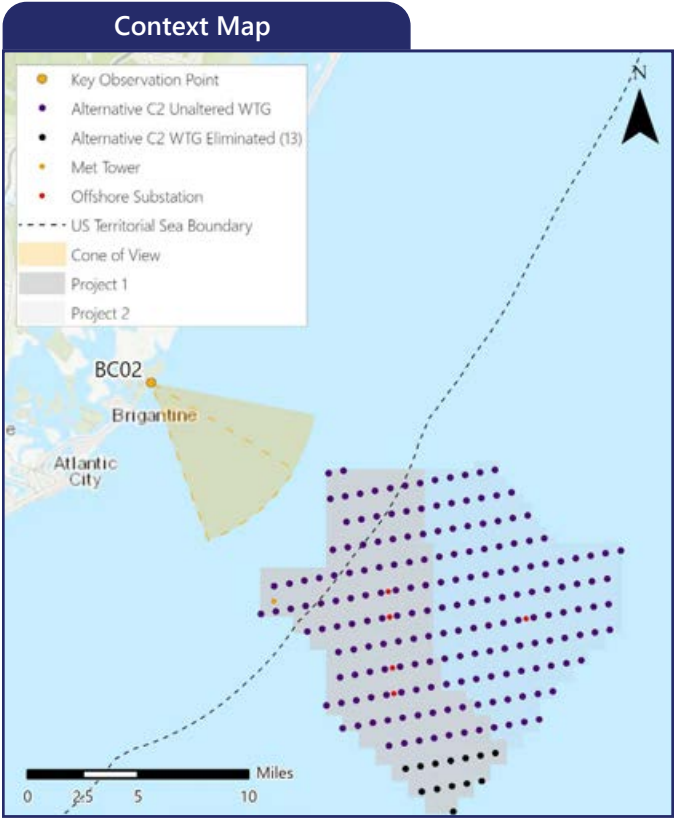 Context Map
N
Key Observation Point
Alternative C2 Unaltered WTG
Alternative C2 WTG Eliminated (13)
Met Tower
Offshore Substation
US Territorial Sea Boundary
Cone of View
Project 1
Project 2
BC02
Brigantine
e
Atlantic
City
Miles
0 2.5 5 10